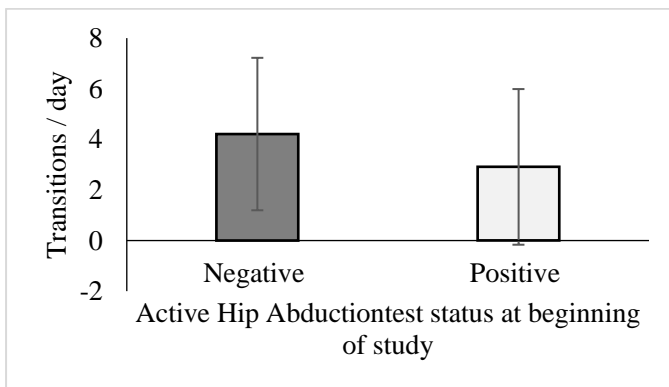 8
6
4
2
0
-2
Transitions / day
Negative
Positive
Active Hip Abductiontest status at beginning
of study